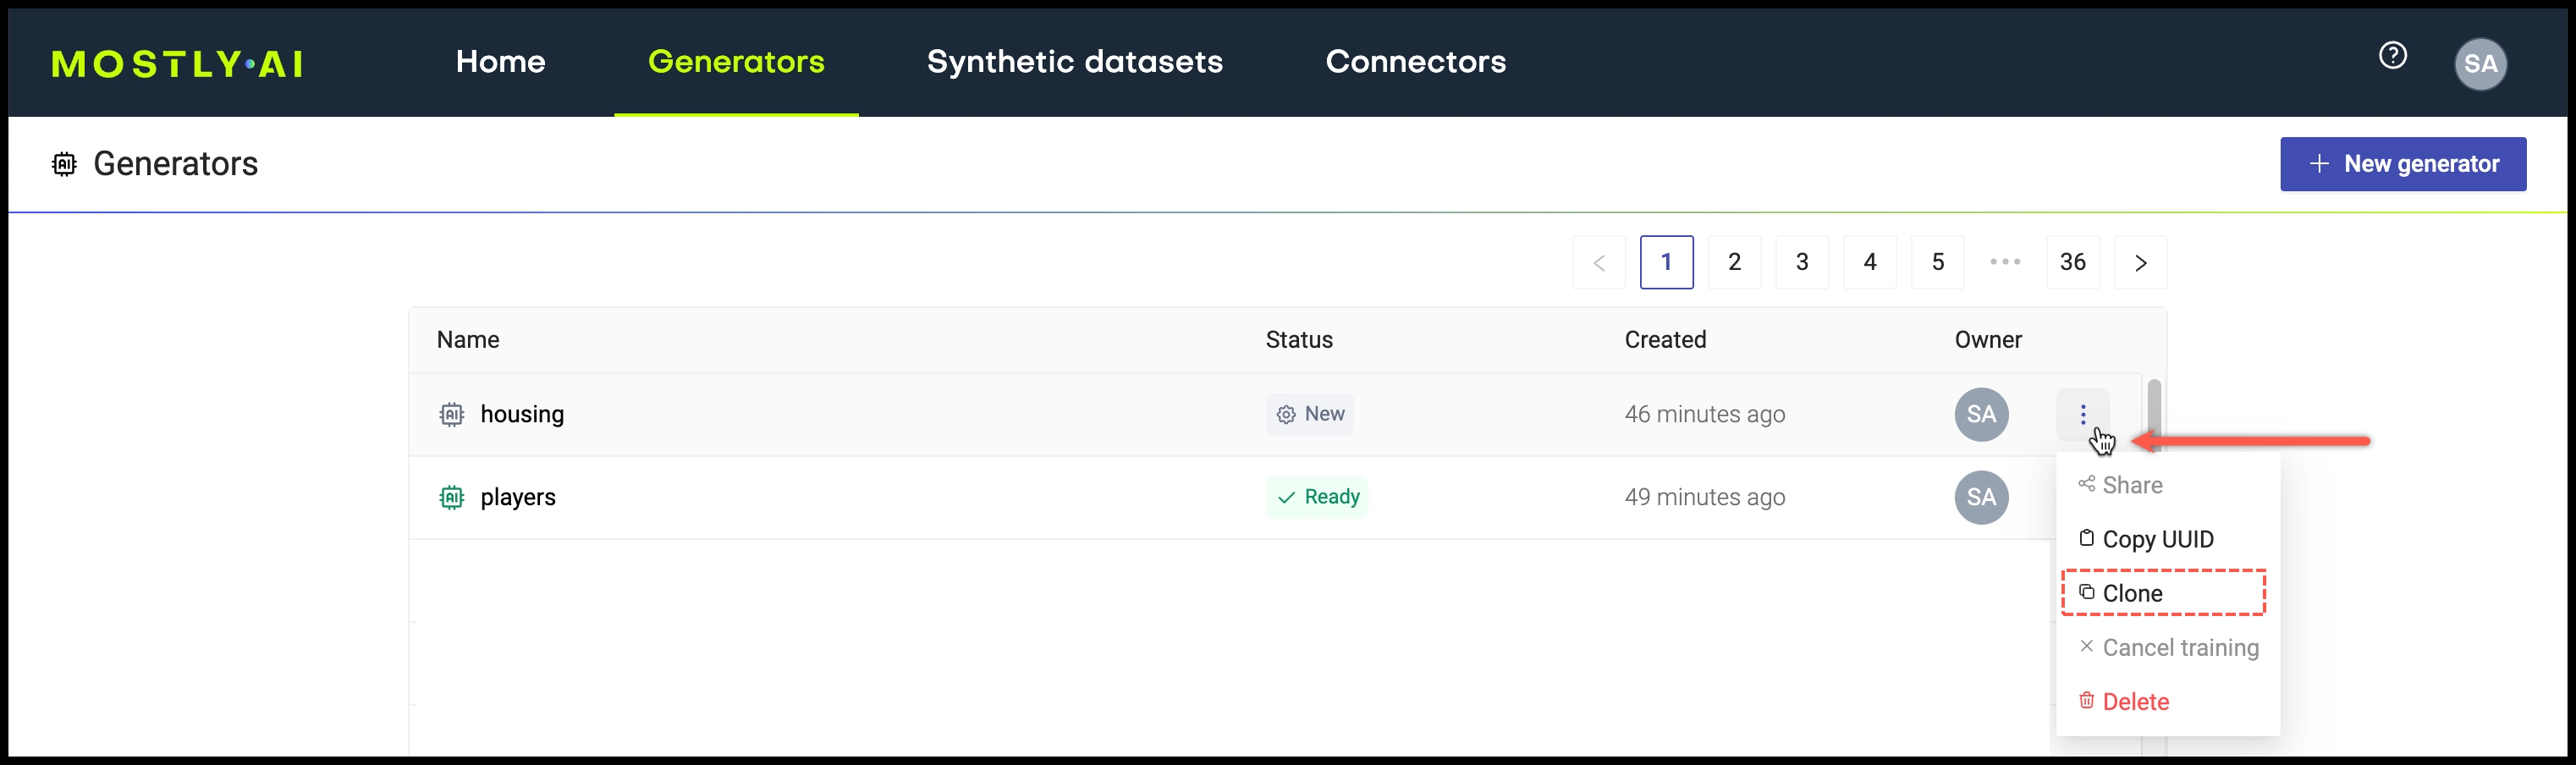 MOSTLY·AI Home Generators Synthetic datasets Connectors SA
Generators + New generator
1 2 3 4 5 ••• 36
Name Status Created Owner
housing New 46 minutes ago SA
players Ready 49 minutes ago SA
Share
Copy UUID
Clone
Cancel training
Delete